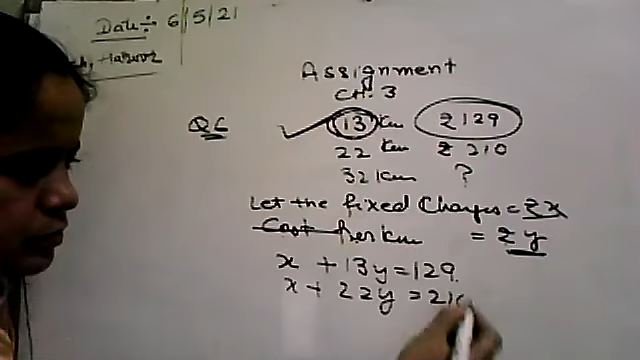 Date÷ 6/5/21
Assignment
CH. 3
Q6 13 Km ₹ 129
22 Km ₹ 210
32 Km ?
Let the fixed Charges = ₹ x
Cost Per Km = ₹ y
x + 13y = 129.
x + 22y = 210